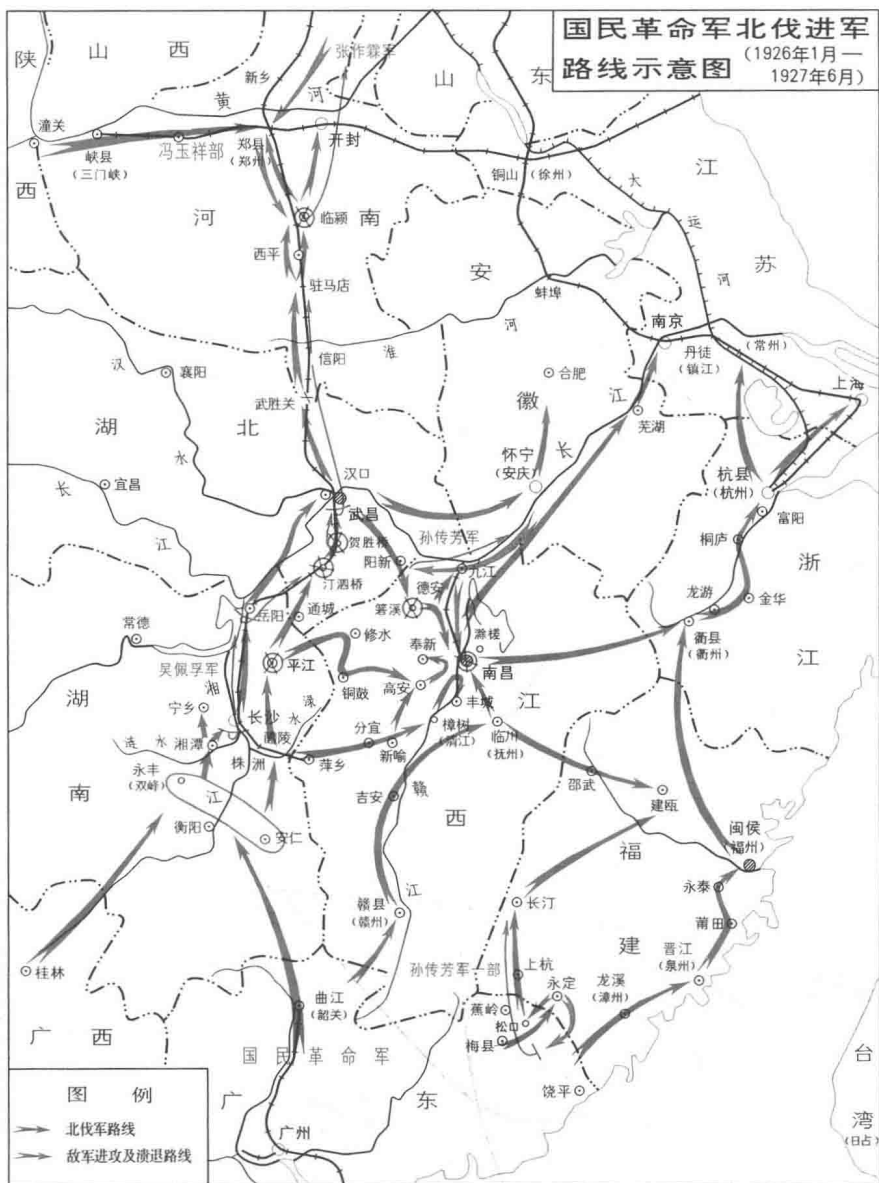 国民革命军北伐进军
路线示意图 (1926年1月—
1927年6月)
陕
西
山 西
山 东
张作霖军
新乡
黄 河
潼关
峡县
(三门峡)
冯玉祥部
郑县
(郑州)
开封
铜山 (徐州)
大 运 河
江 苏
河 南
临颍
西平
驻马店
安 徽
蚌埠
淮 河
信阳
南京
丹徒
(镇江)
(常州)
上海
汉 水
襄阳
武胜关
合肥
芜湖
湖 北
长 江
宜昌
汉口
武昌
怀宁
(安庆)
长 江
杭县
(杭州)
富阳
桐庐
浙 江
孙传芳军
贺胜桥
阳新
汀泗桥
九江
德安
箬溪
龙游
金华
岳阳
通城
常德
修水
奉新
滁槎
衢县
(衢州)
吴佩孚军
平江
铜鼓
高安
南昌
江 西
湖 南
湘 江
宁乡
长沙
渌 水
丰城
分宜
樟树
(清江)
临川
(抚州)
涟 水
湘潭
醴陵
株洲
萍乡
新喻
永丰
(双峰)
吉安
赣 江
邵武
建瓯
衡阳
安仁
福 建
闽侯
(福州)
永泰
莆田
赣县
(赣州)
长汀
晋江
(泉州)
桂林
孙传芳军一部
上杭
永定
龙溪
(漳州)
曲江
(韶关)
蕉岭
松口
梅县
饶平
广 西
国民革命军
广 东
广州
台
湾
(日占)
图 例
北伐军路线
敌军进攻及溃退路线